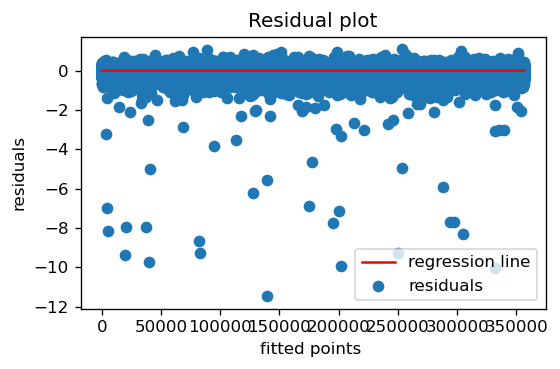 Residual plot
residuals
0
−2
−4
−6
−8
−10
−12
regression line
residuals
0 50000 100000 150000 200000 250000 300000 350000
fitted points